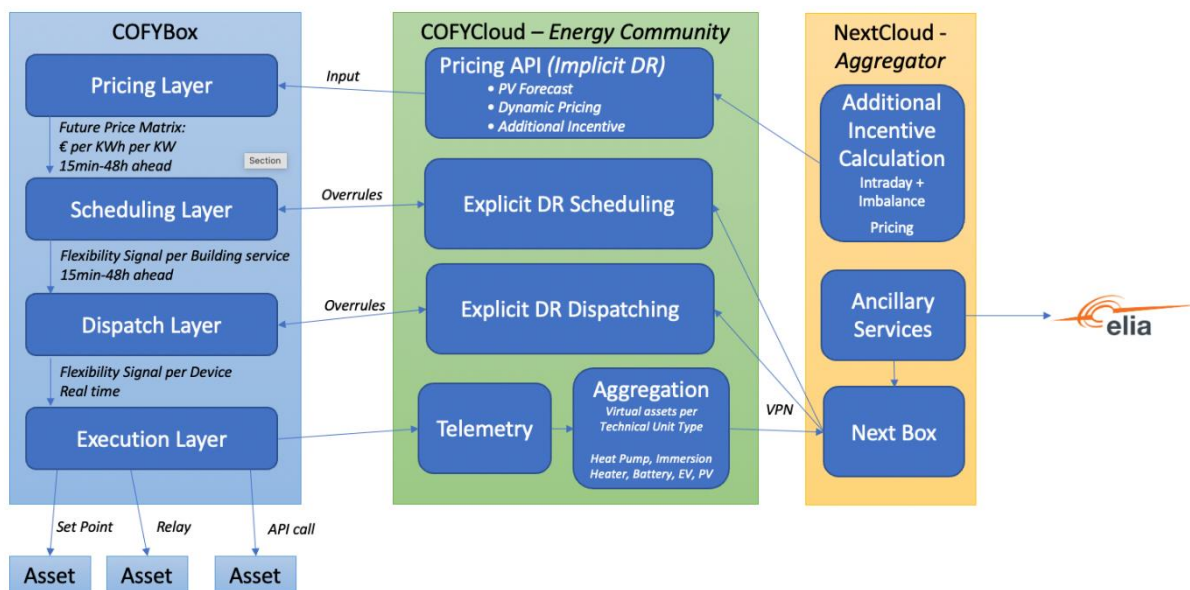 COFYBox
Pricing Layer
Future Price Matrix:
€ per KWh per KW
15min-48h ahead
Section
Scheduling Layer
Flexibility Signal per Building service
15min-48h ahead
Dispatch Layer
Flexibility Signal per Device
Real time
Execution Layer
Set Point
Relay
API call
Asset
Asset
Asset
Input
Overrules
Overrules
COFYCloud – Energy Community
Pricing API (Implicit DR)
• PV Forecast
• Dynamic Pricing
• Additional Incentive
Explicit DR Scheduling
Explicit DR Dispatching
Telemetry
Aggregation
Virtual assets per
Technical Unit Type
Heat Pump, Immersion
Heater, Battery, EV, PV
VPN
NextCloud -
Aggregator
Additional
Incentive
Calculation
Intraday +
Imbalance
Pricing
Ancillary
Services
Next Box
elia